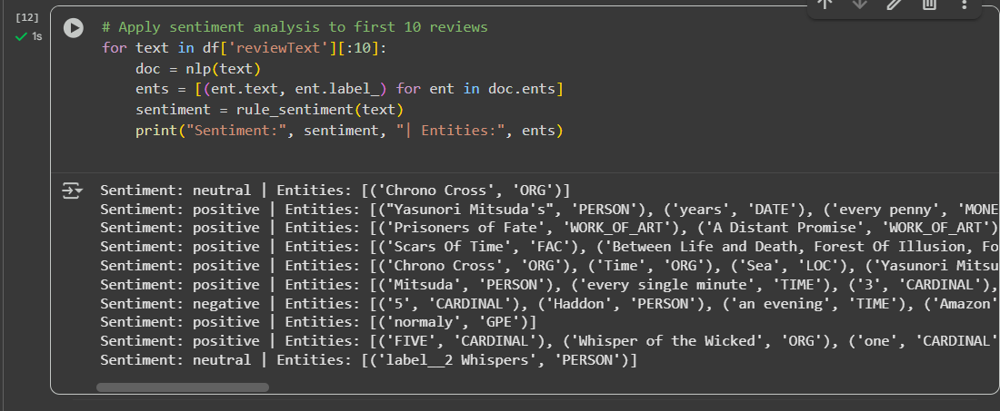 [12]
1s
# Apply sentiment analysis to first 10 reviews
for text in df['reviewText'][:10]:
    doc = nlp(text)
    ents = [(ent.text, ent.label_) for ent in doc.ents]
    sentiment = rule_sentiment(text)
    print("Sentiment:", sentiment, "| Entities:", ents)
Sentiment: neutral | Entities: [('Chrono Cross', 'ORG')]
Sentiment: positive | Entities: [("Yasunori Mitsuda's", 'PERSON'), ('years', 'DATE'), ('every penny', 'MONE
Sentiment: positive | Entities: [('Prisoners of Fate', 'WORK_OF_ART'), ('A Distant Promise', 'WORK_OF_ART')
Sentiment: positive | Entities: [('Scars Of Time', 'FAC'), ('Between Life and Death, Forest Of Illusion, Fo
Sentiment: positive | Entities: [('Chrono Cross', 'ORG'), ('Time', 'ORG'), ('Sea', 'LOC'), ('Yasunori Mitsu
Sentiment: positive | Entities: [('Mitsuda', 'PERSON'), ('every single minute', 'TIME'), ('3', 'CARDINAL'),
Sentiment: negative | Entities: [('5', 'CARDINAL'), ('Haddon', 'PERSON'), ('an evening', 'TIME'), ('Amazon'
Sentiment: positive | Entities: [('normaly', 'GPE')]
Sentiment: positive | Entities: [('FIVE', 'CARDINAL'), ('Whisper of the Wicked', 'ORG'), ('one', 'CARDINAL'
Sentiment: neutral | Entities: [('label__2 Whispers', 'PERSON')]